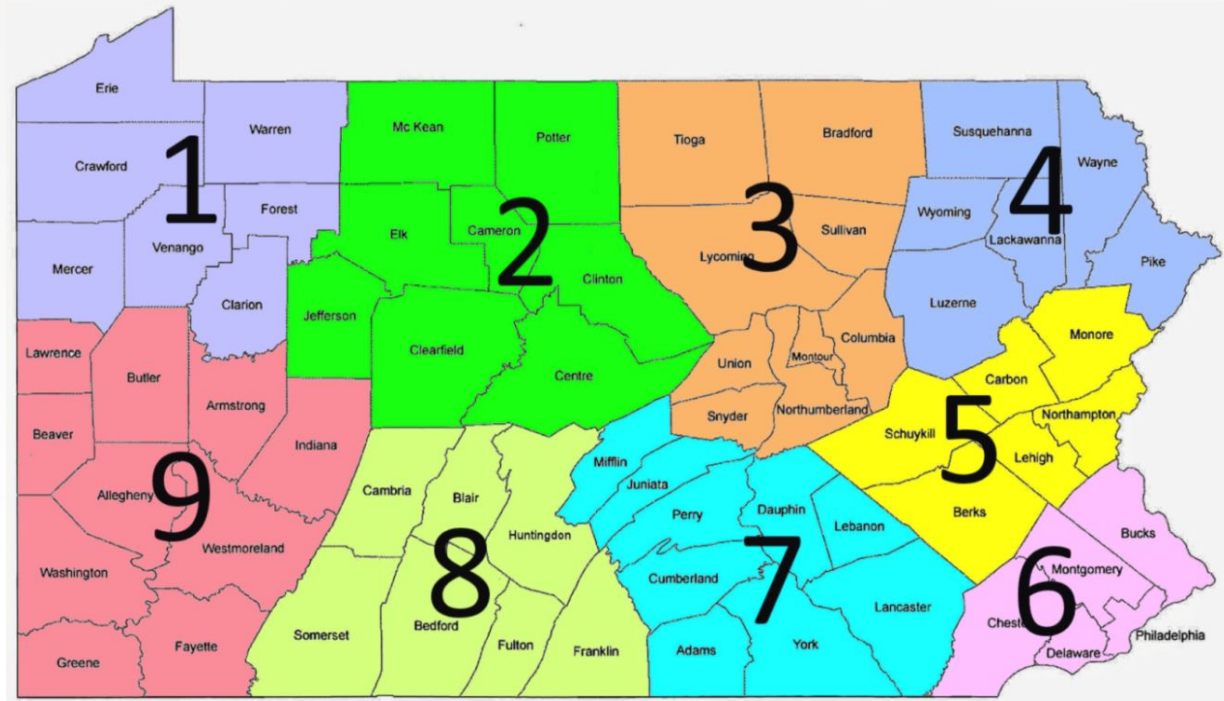 Erie
Warren
Mc Kean
Potter
Tioga
Bradford
Susquehanna
Wayne
Crawford
1
Forest
Venango
Mercer
Clarion
Elk
Cameron
2
Clinton
Jefferson
Clearfield
Centre
3
Sullivan
Lycoming
Columbia
Union
Montour
Snyder
Northumberland
4
Wyoming
Lackawanna
Pike
Luzerne
Monore
Carbon
Northampton
Schuykill
5
Lehigh
Berks
Lawrence
Butler
Armstrong
Beaver
Indiana
Allegheny
9
Westmoreland
Washington
Fayette
Greene
Cambria
Blair
Huntingdon
8
Somerset
Bedford
Fulton
Franklin
Mifflin
Juniata
Perry
Dauphin
Lebanon
7
Cumberland
Lancaster
Adams
York
Bucks
Montgomery
6
Cheste
Philadelphia
Delaware